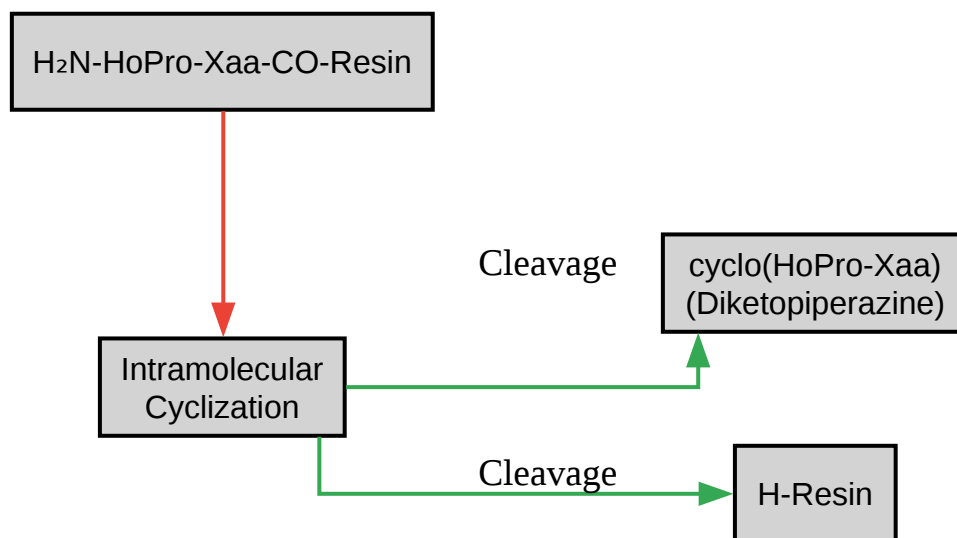 H₂N-HoPro-Xaa-CO-Resin
Cleavage
cyclo(HoPro-Xaa)
(Diketopiperazine)
Intramolecular
Cyclization
Cleavage
H-Resin